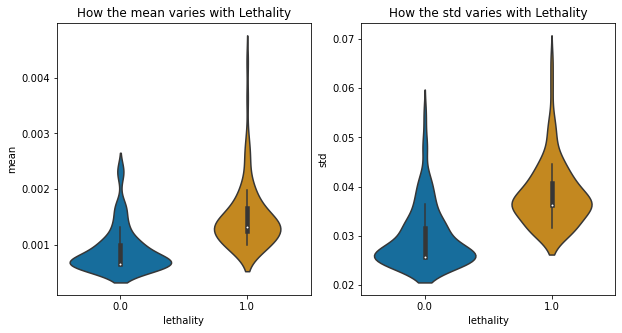 How the mean varies with Lethality
0.004
0.003
0.002
0.001
mean
0.0
1.0
lethality
How the std varies with Lethality
0.07
0.06
0.05
0.04
0.03
0.02
std
0.0
1.0
lethality